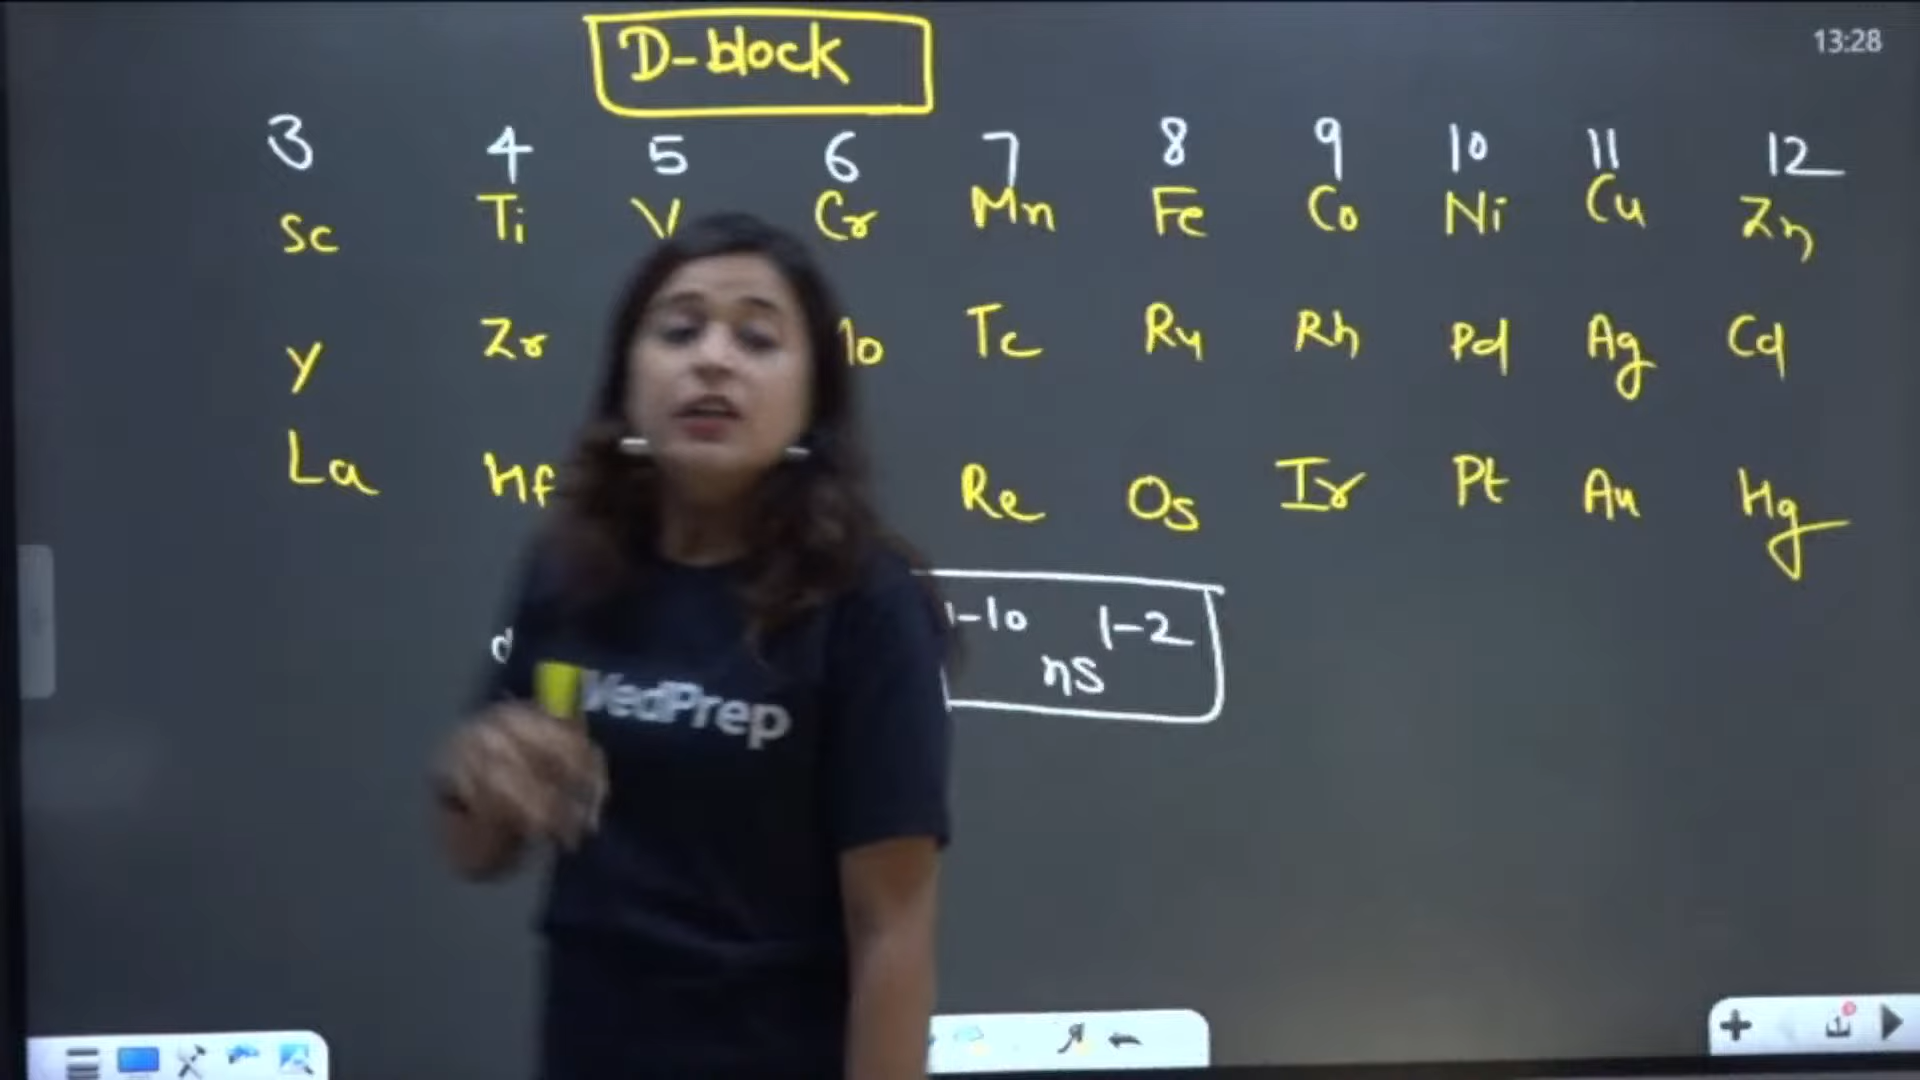 D-block
13:28
3 4 5 6 7 8 9 10 11 12
Sc Ti V Cr Mn Fe Co Ni Cu Zn
Y Zr Tc Ru Rh Pd Ag Cd
La Hf Re Os Ir Pt Au Hg
1-10 ns 1-2
VedPrep